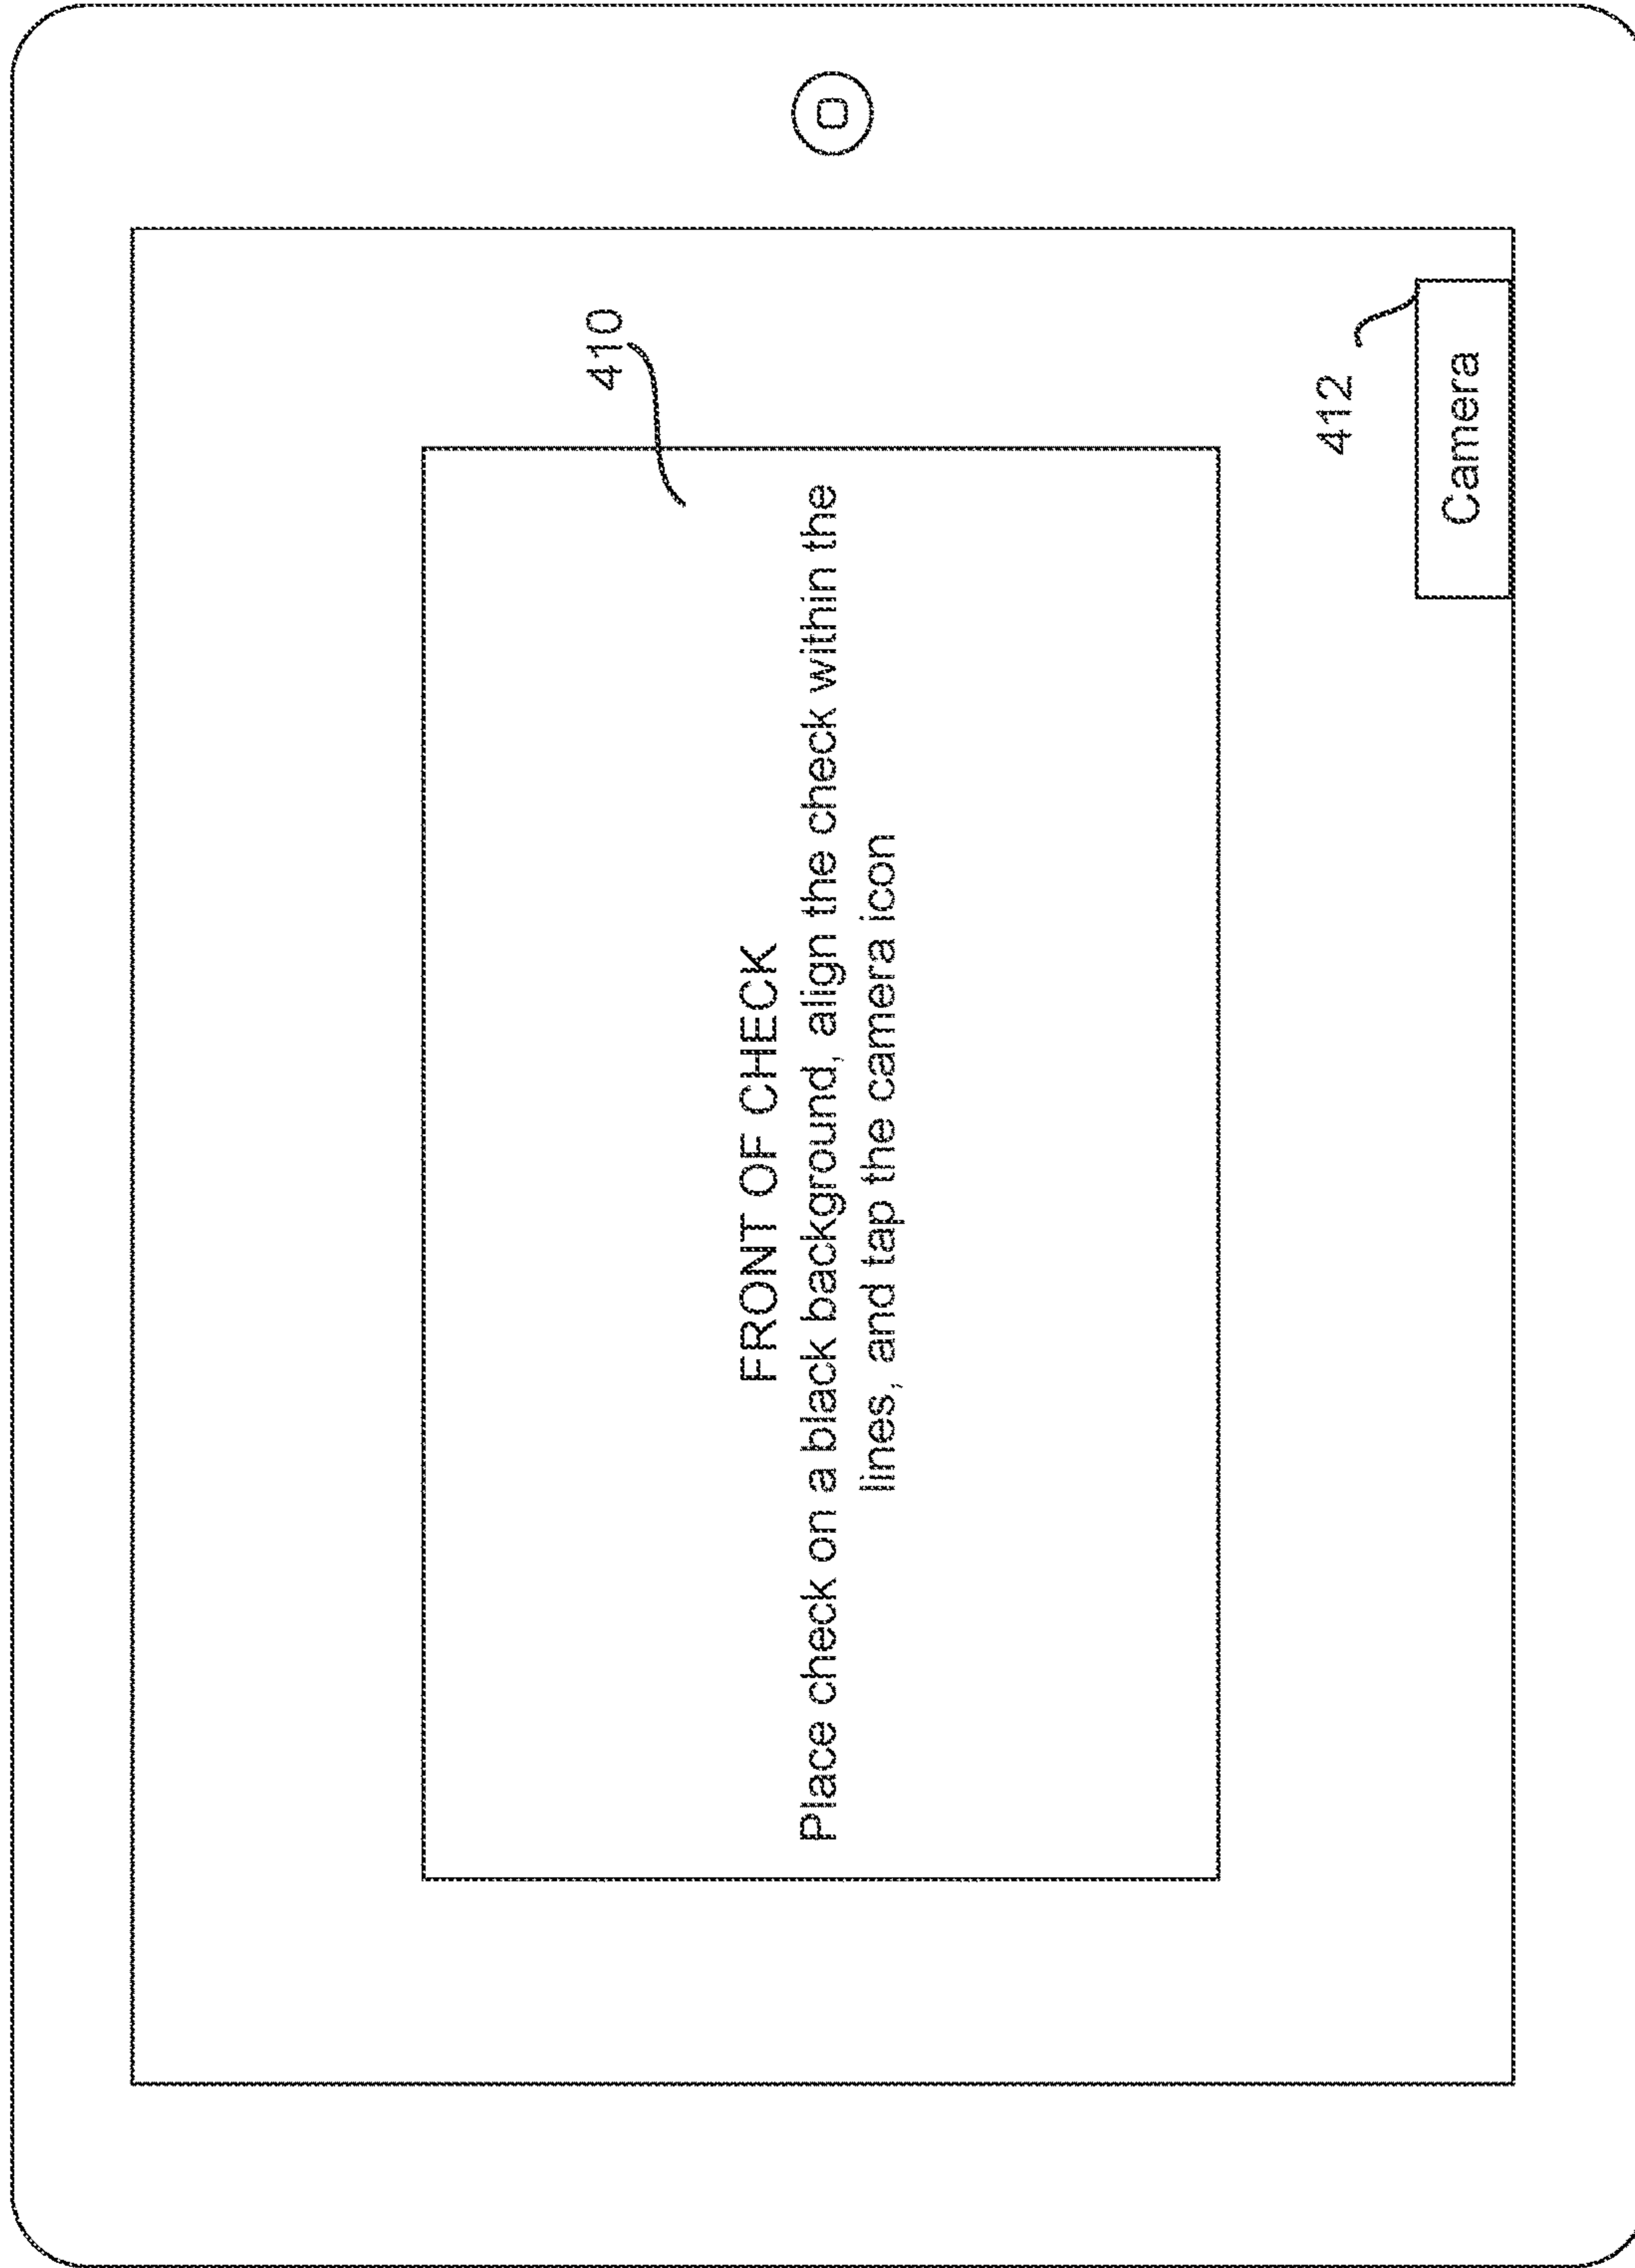 410
FRONT OF CHECK
Place check on a black background, align the check within the
lines, and tap the camera icon
412
Camera